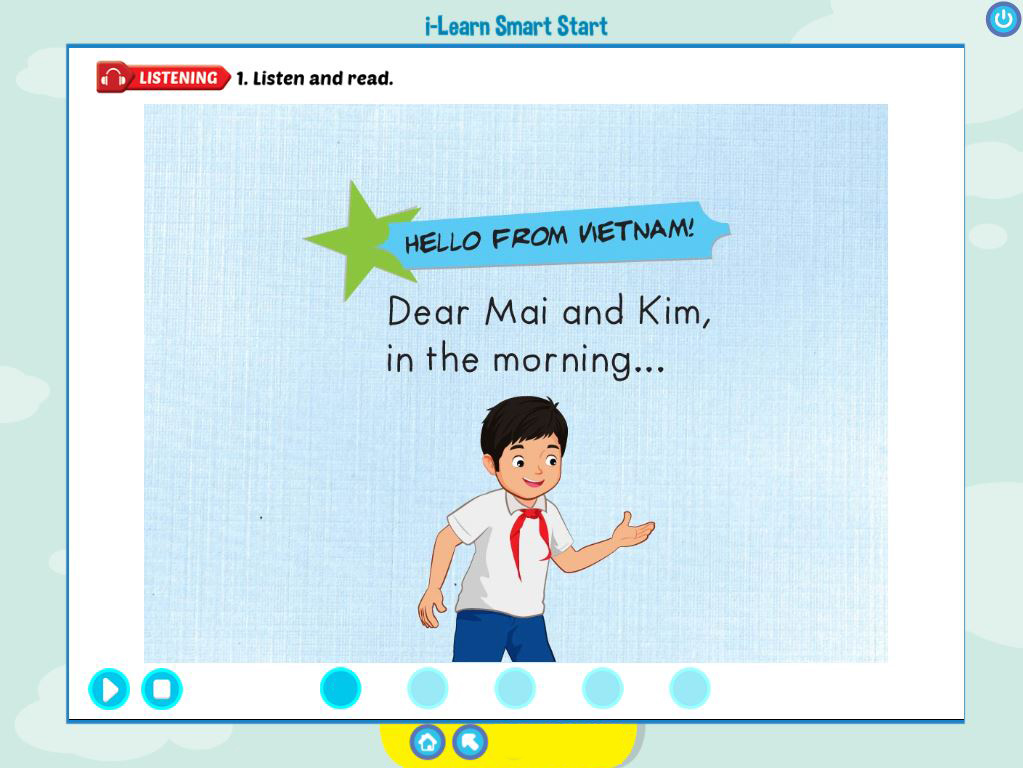 i-Learn Smart Start
LISTENING 1. Listen and read.
HELLO FROM VIETNAM!
Dear Mai and Kim,
in the morning...